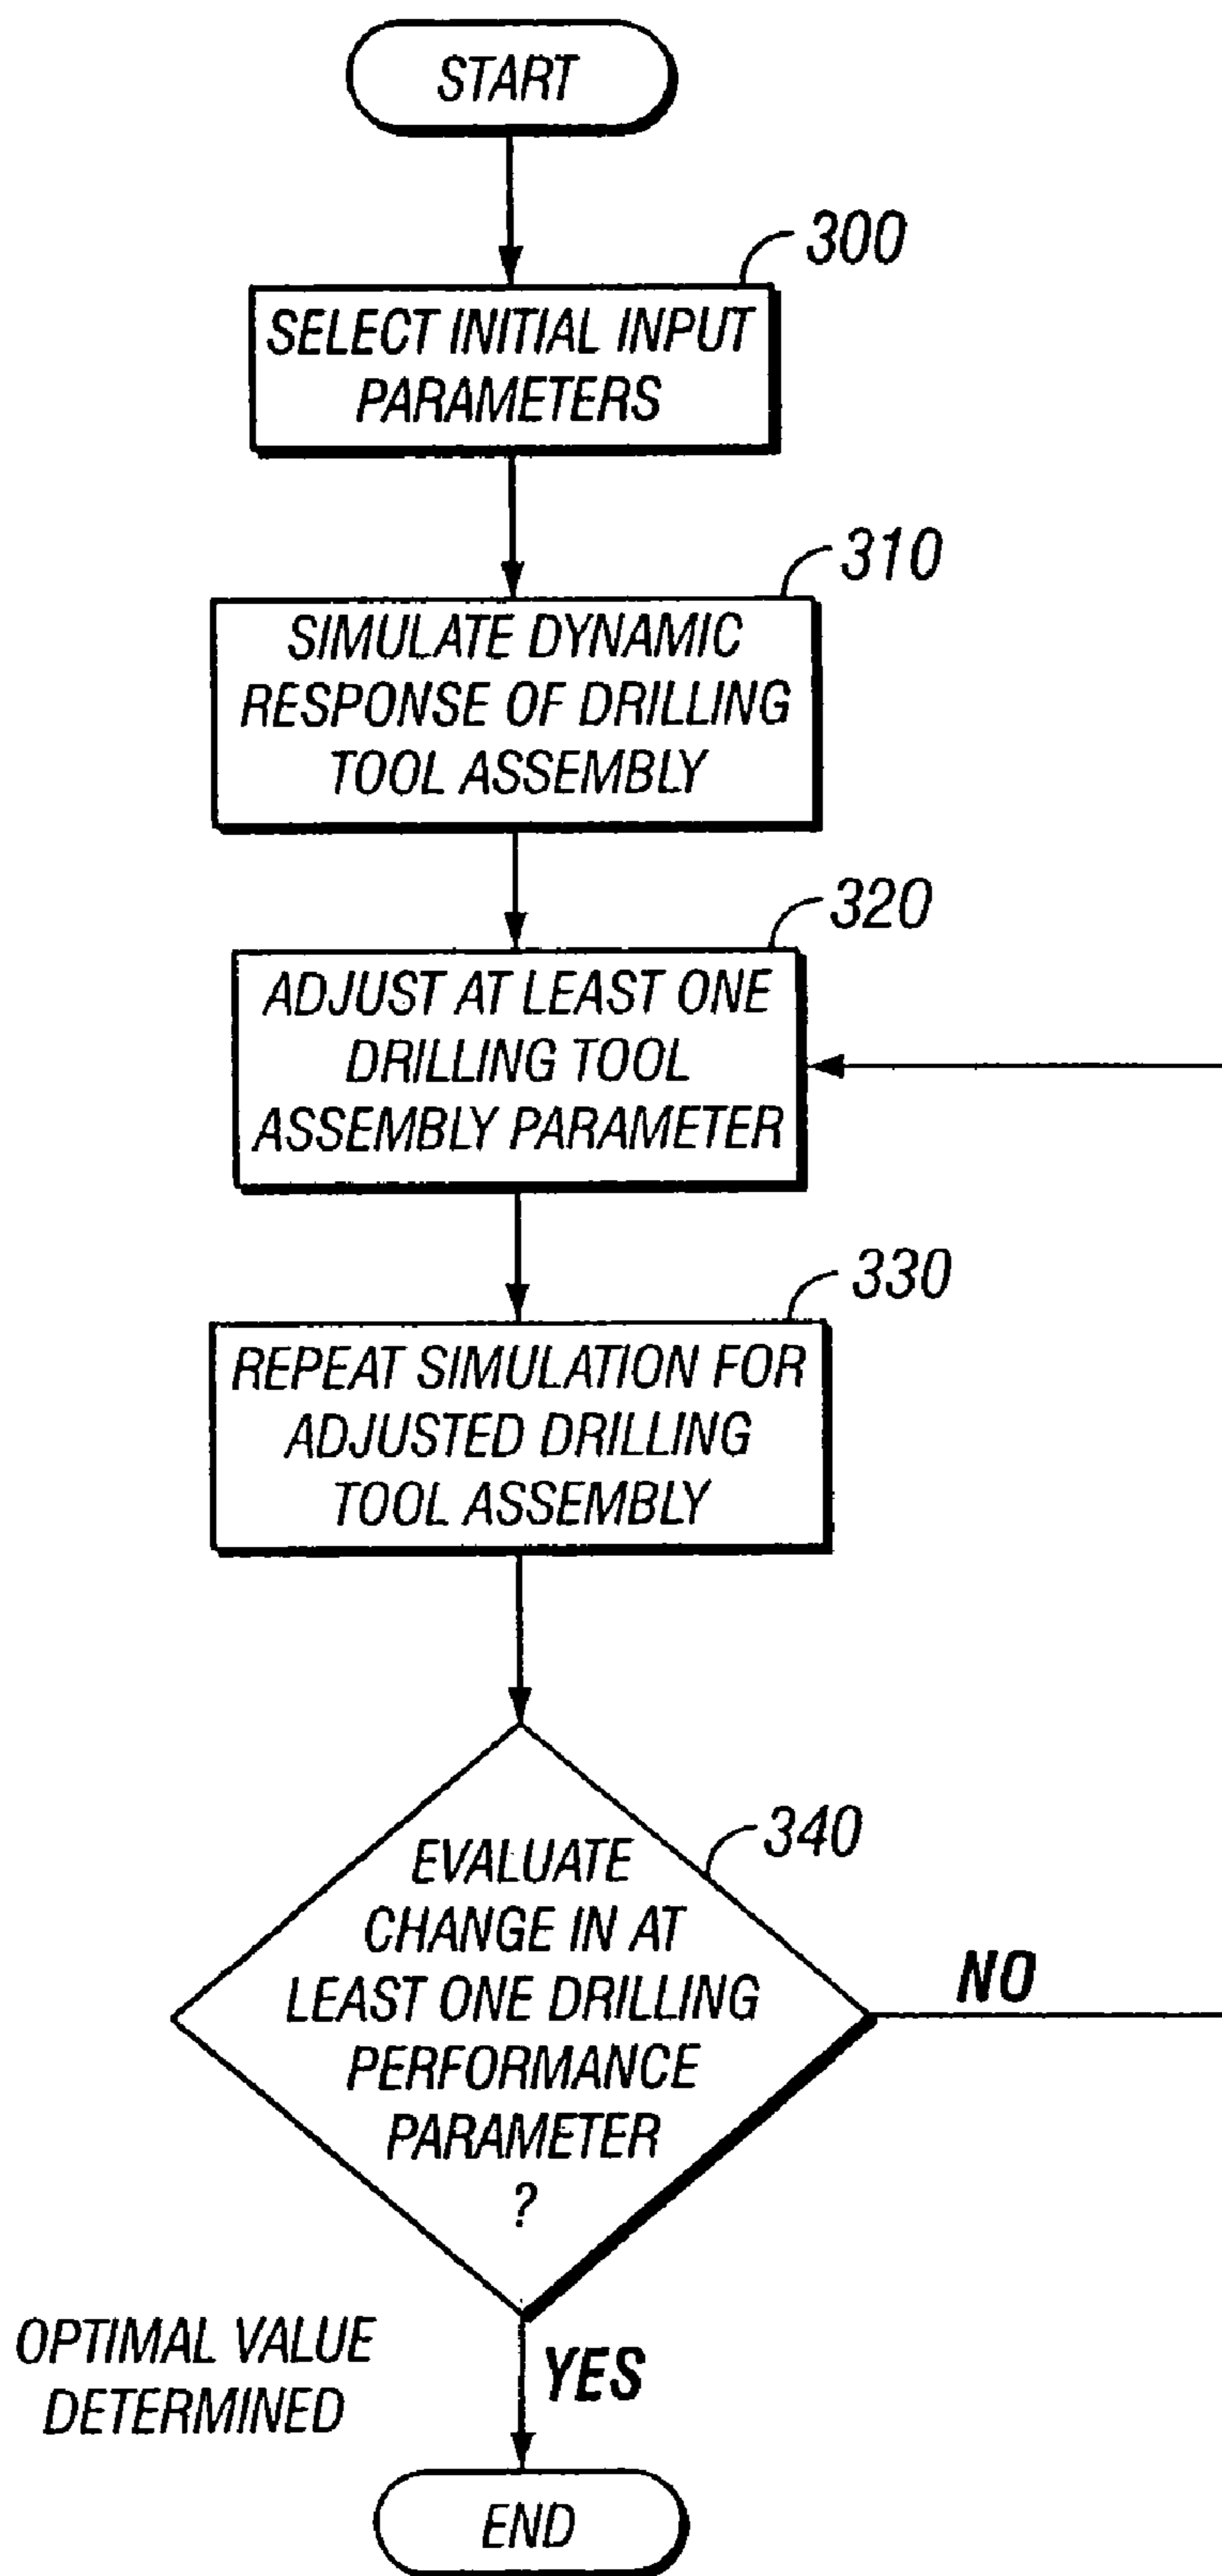 START
300
SELECT INITIAL INPUT
PARAMETERS
310
SIMULATE DYNAMIC
RESPONSE OF DRILLING
TOOL ASSEMBLY
320
ADJUST AT LEAST ONE
DRILLING TOOL
ASSEMBLY PARAMETER
330
REPEAT SIMULATION FOR
ADJUSTED DRILLING
TOOL ASSEMBLY
340
EVALUATE
CHANGE IN AT
LEAST ONE DRILLING
PERFORMANCE
PARAMETER
?
NO
OPTIMAL VALUE
DETERMINED
YES
END